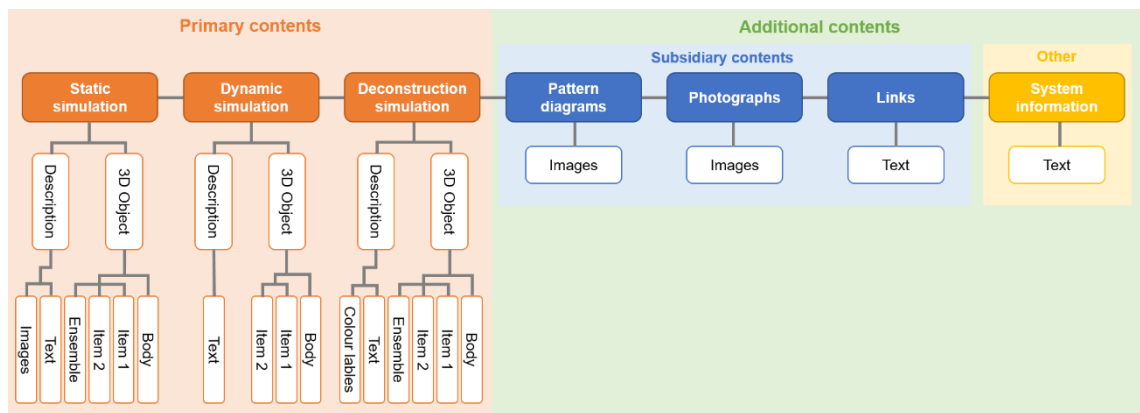 Primary contents
Additional contents
Subsidiary contents
Other
Static
simulation
Dynamic
simulation
Deconstruction
simulation
Pattern
diagrams
Photographs
Links
System
information
Description
3D Object
Description
3D Object
Description
3D Object
Images
Images
Text
Text
Images
Text
Ensemble
Item 2
Item 1
Body
Text
Item 2
Item 1
Body
Colour lables
Text
Ensemble
Item 2
Item 1
Body